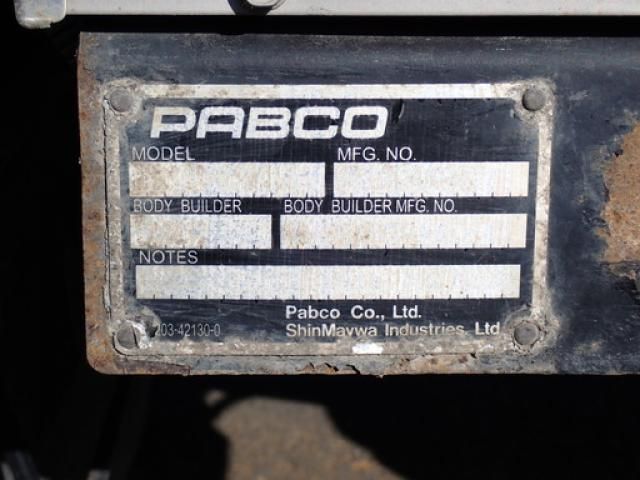 PABCO
MODEL MFG. NO.
BODY BUILDER BODY BUILDER MFG. NO.
NOTES
Pabco Co., Ltd.
203-42130-0 ShinMaywa Industries, Ltd